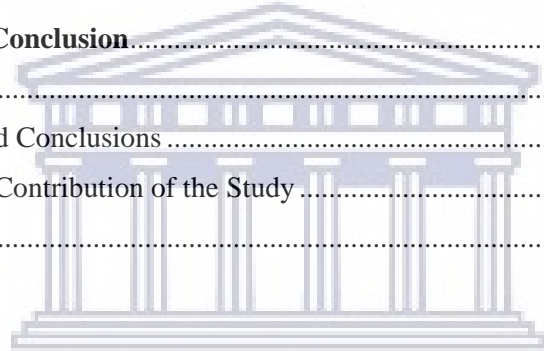 Conclusion........................................................
........................................................................
d Conclusions ...................................................
Contribution of the Study ................................
........................................................................